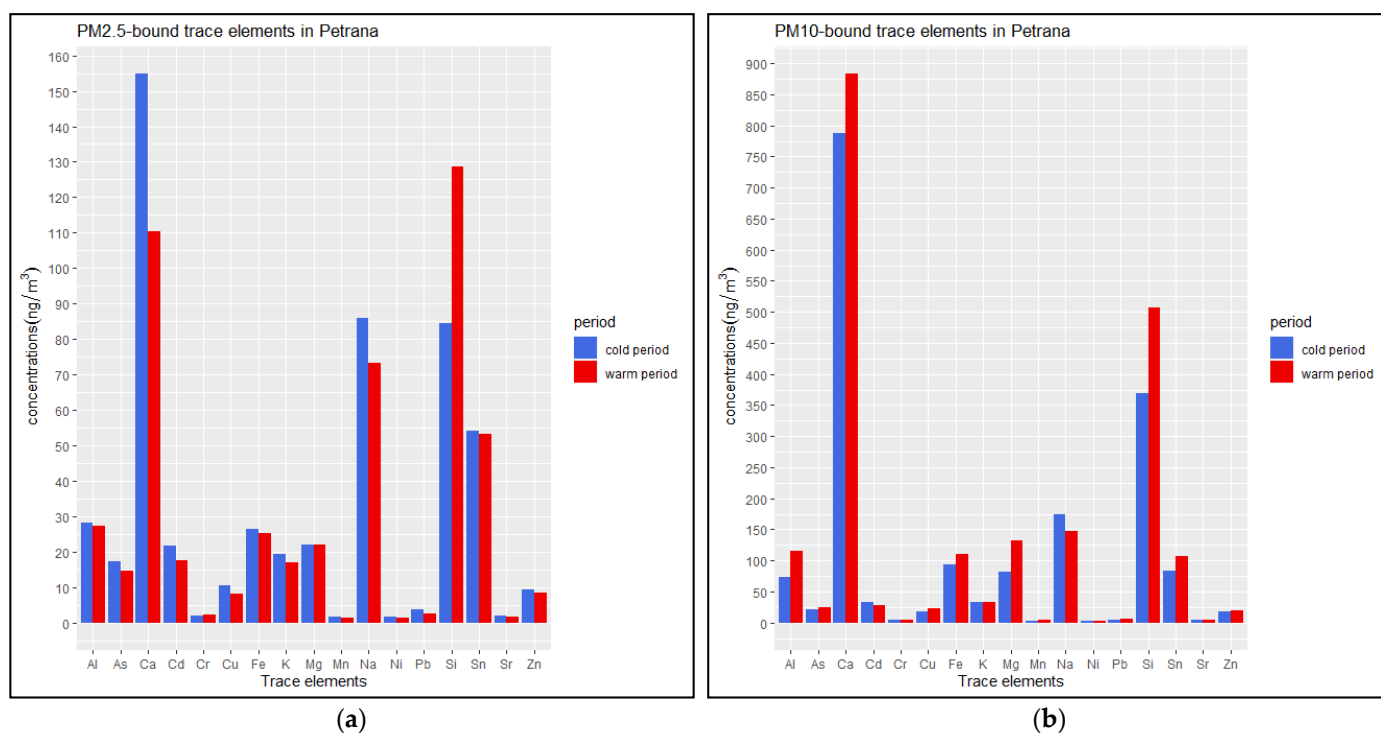 PM2.5-bound trace elements in Petrana
160
150
140
130
120
110
100
90
80
70
60
50
40
30
20
10
0
concentrations(ng/m³)
Al As Ca Cd Cr Cu Fe K Mg Mn Na Ni Pb Si Sn Sr Zn
Trace elements
period
cold period
warm period
(a)
PM10-bound trace elements in Petrana
900
850
800
750
700
650
600
550
500
450
400
350
300
250
200
150
100
50
0
concentrations(ng/m³)
Al As Ca Cd Cr Cu Fe K Mg Mn Na Ni Pb Si Sn Sr Zn
Trace elements
period
cold period
warm period
(b)